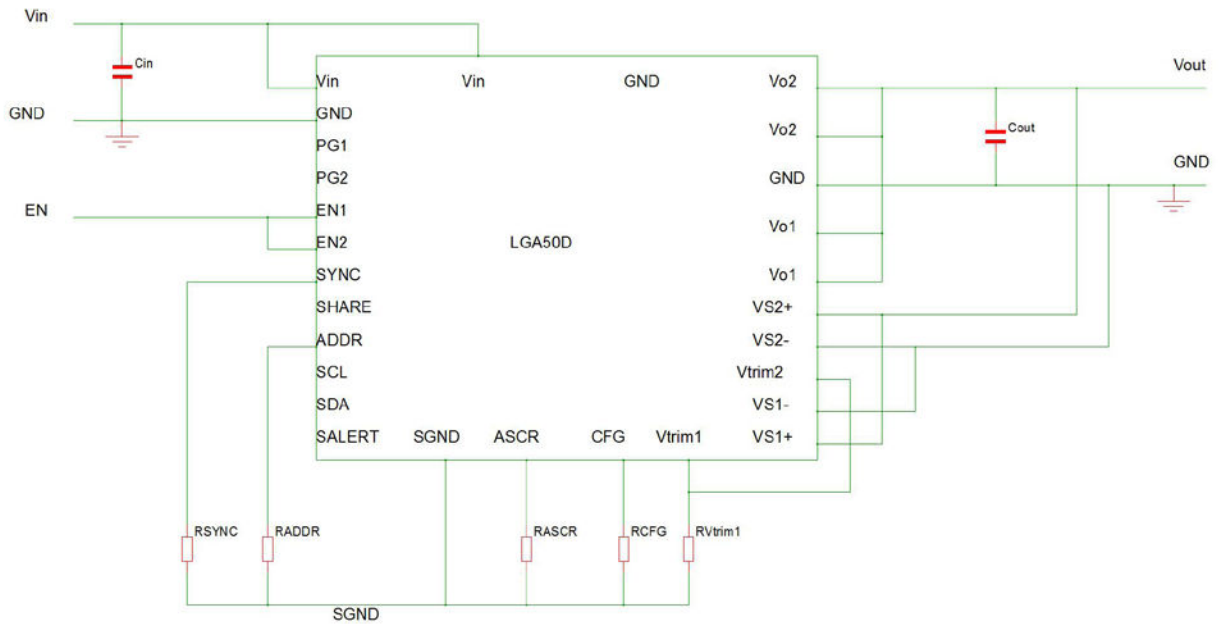 Vin
Cin
GND
EN
Vin
Vin
GND
Vo2
GND
PG1
PG2
EN1
EN2
SYNC
SHARE
ADDR
SCL
SDA
SALERT
SGND
ASCR
CFG
Vtrim1
LGA50D
Vo2
GND
Vo1
Vo1
VS2+
VS2-
Vtrim2
VS1-
VS1+
Vout
Cout
GND
RSYNC
RADDR
RASCR
RCFG
RVtrim1
SGND